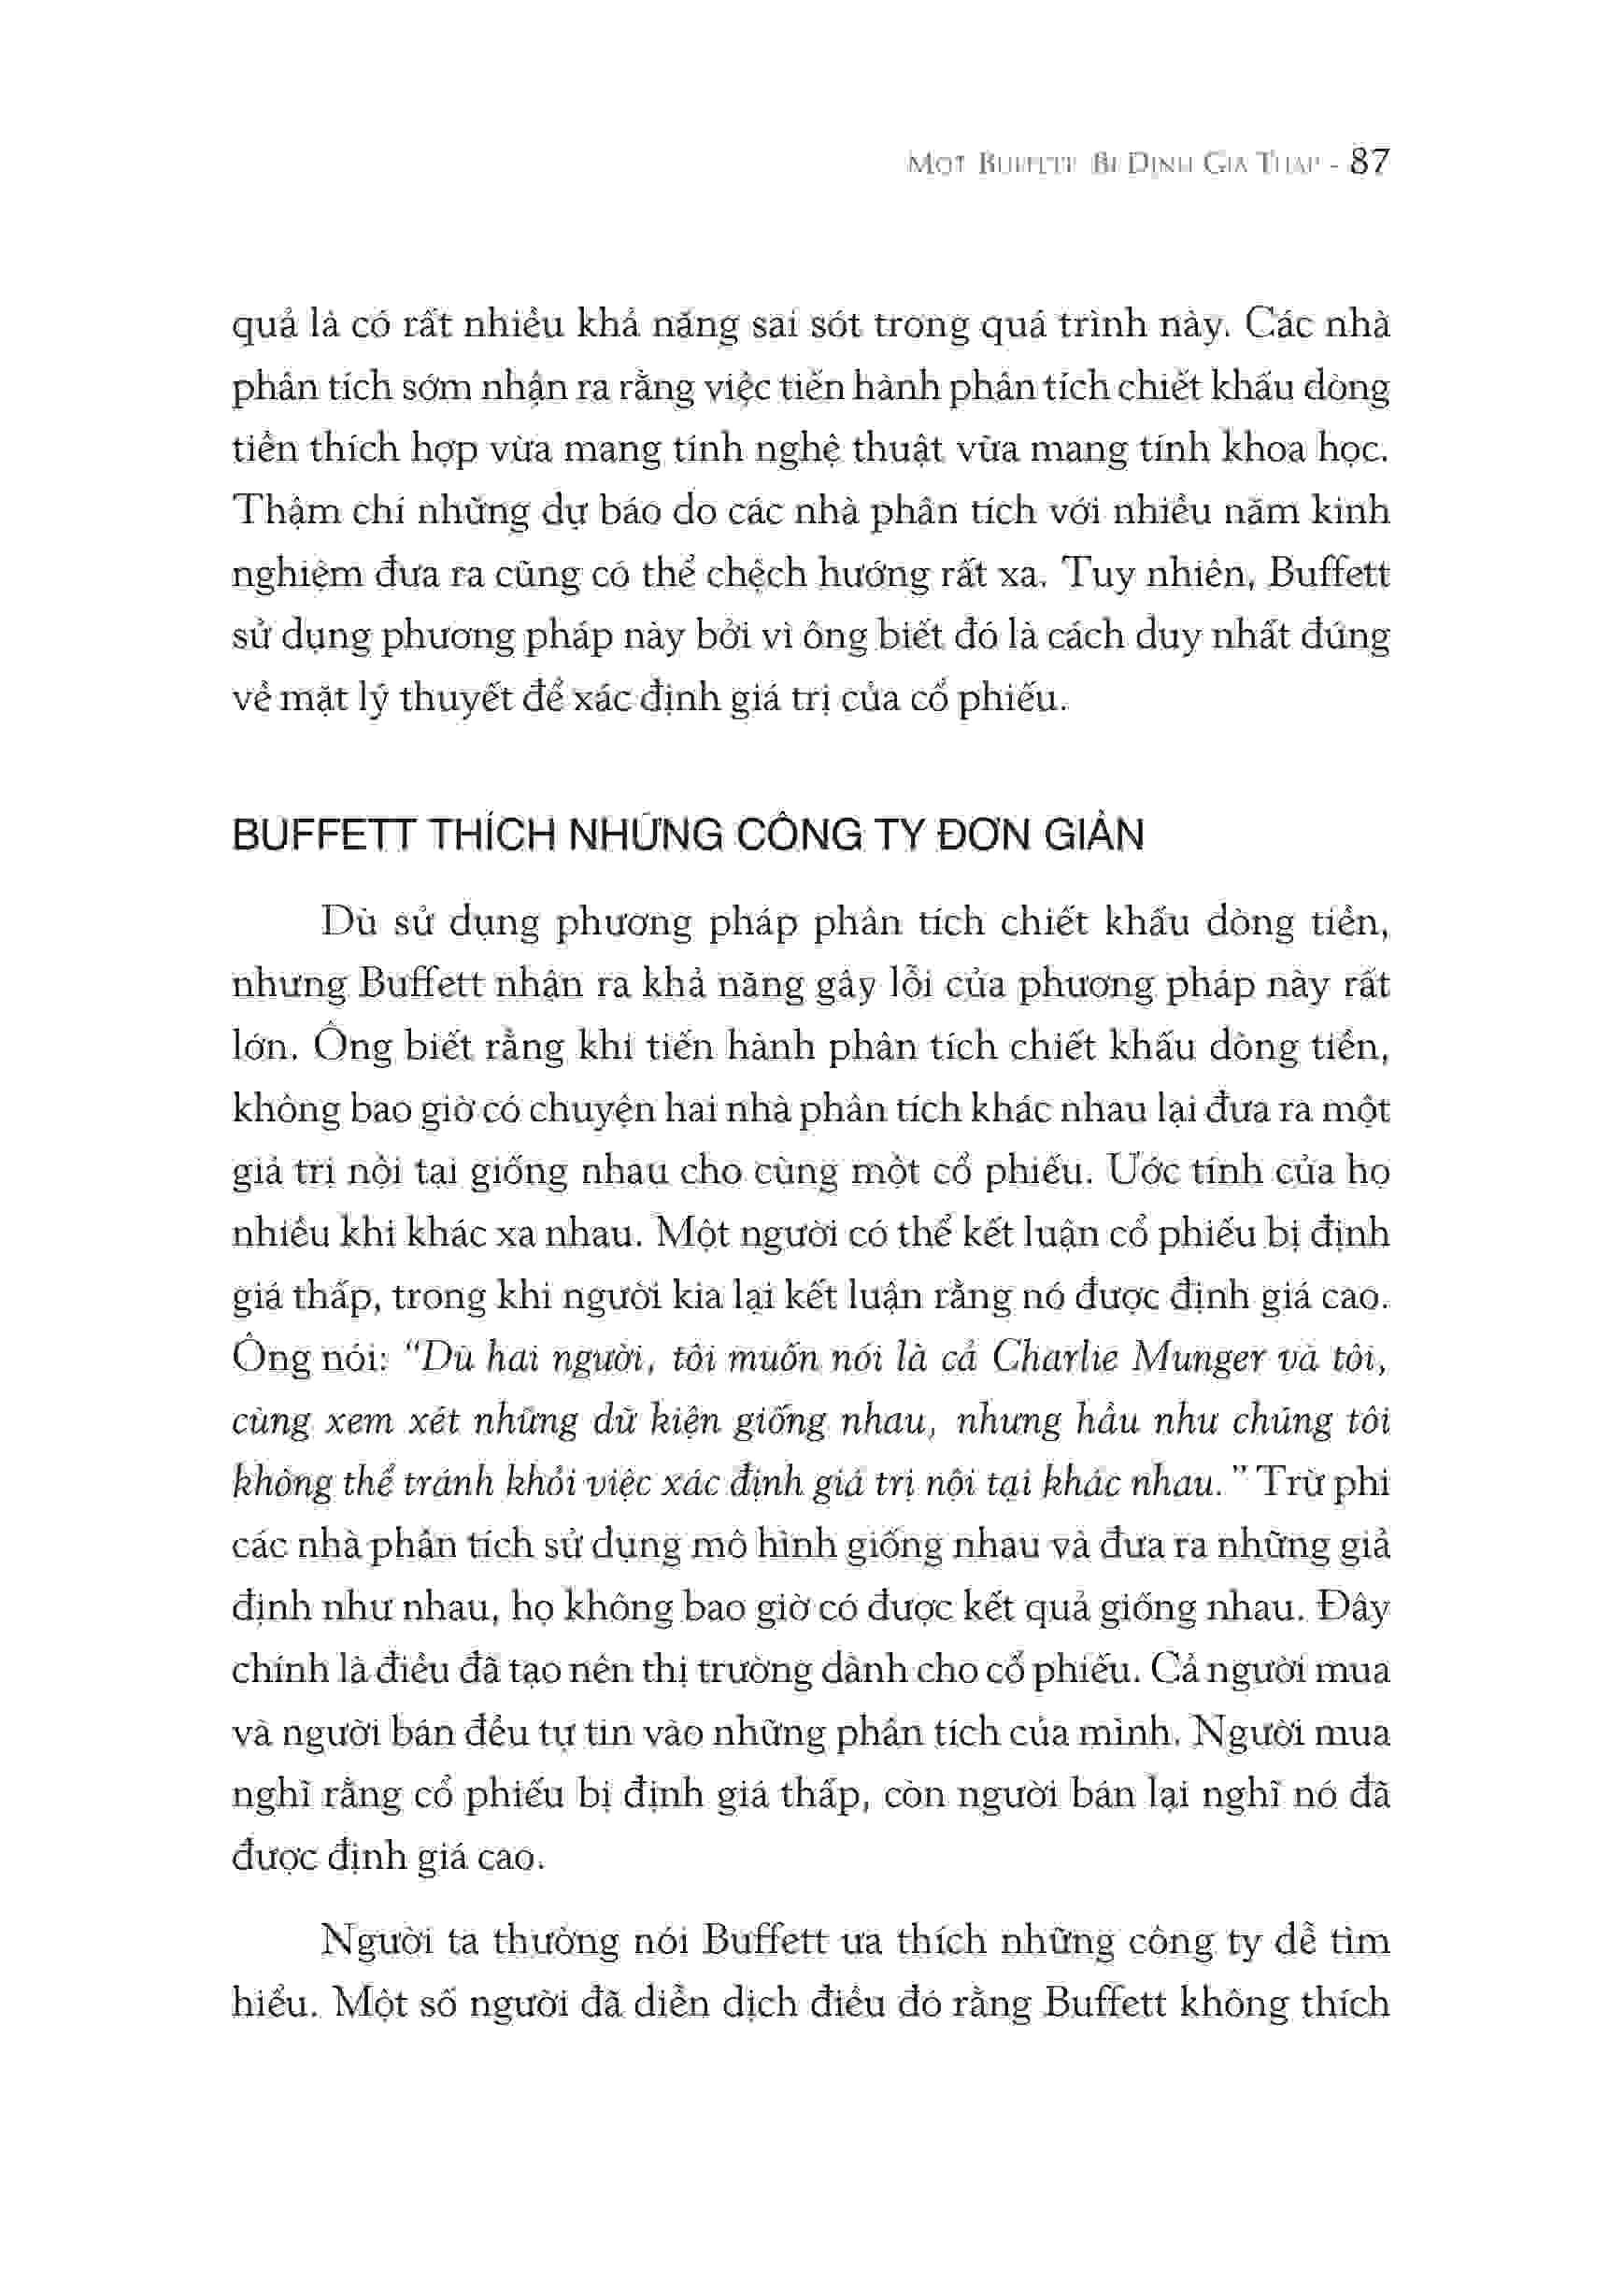 Một Buffett Bị Định Giá Thấp - 87
quả là có rất nhiều khả năng sai sót trong quá trình này. Các nhà
phân tích sớm nhận ra rằng việc tiến hành phân tích chiết khấu dòng
tiền thích hợp vừa mang tính nghệ thuật vừa mang tính khoa học.
Thậm chí những dự báo do các nhà phân tích với nhiều năm kinh
nghiệm đưa ra cũng có thể chệch hướng rất xa. Tuy nhiên, Buffett
sử dụng phương pháp này bởi vì ông biết đó là cách duy nhất đúng
về mặt lý thuyết để xác định giá trị của cổ phiếu.
BUFFETT THÍCH NHỮNG CÔNG TY ĐƠN GIẢN
Dù sử dụng phương pháp phân tích chiết khấu dòng tiền,
nhưng Buffett nhận ra khả năng gây lỗi của phương pháp này rất
lớn. Ông biết rằng khi tiến hành phân tích chiết khấu dòng tiền,
không bao giờ có chuyện hai nhà phân tích khác nhau lại đưa ra một
giá trị nội tại giống nhau cho cùng một cổ phiếu. Ước tính của họ
nhiều khi khác xa nhau. Một người có thể kết luận cổ phiếu bị định
giá thấp, trong khi người kia lại kết luận rằng nó được định giá cao.
Ông nói: “Dù hai người, tôi muốn nói là cả Charlie Munger và tôi,
cùng xem xét những dữ kiện giống nhau, nhưng hầu như chúng tôi
không thể tránh khỏi việc xác định giá trị nội tại khác nhau.” Trừ phi
các nhà phân tích sử dụng mô hình giống nhau và đưa ra những giả
định như nhau, họ không bao giờ có được kết quả giống nhau. Đây
chính là điều đã tạo nên thị trường dành cho cổ phiếu. Cả người mua
và người bán đều tự tin vào những phân tích của mình. Người mua
nghĩ rằng cổ phiếu bị định giá thấp, còn người bán lại nghĩ nó đã
được định giá cao.
Người ta thường nói Buffett ưa thích những công ty dễ tìm
hiểu. Một số người đã diễn dịch điều đó rằng Buffett không thích